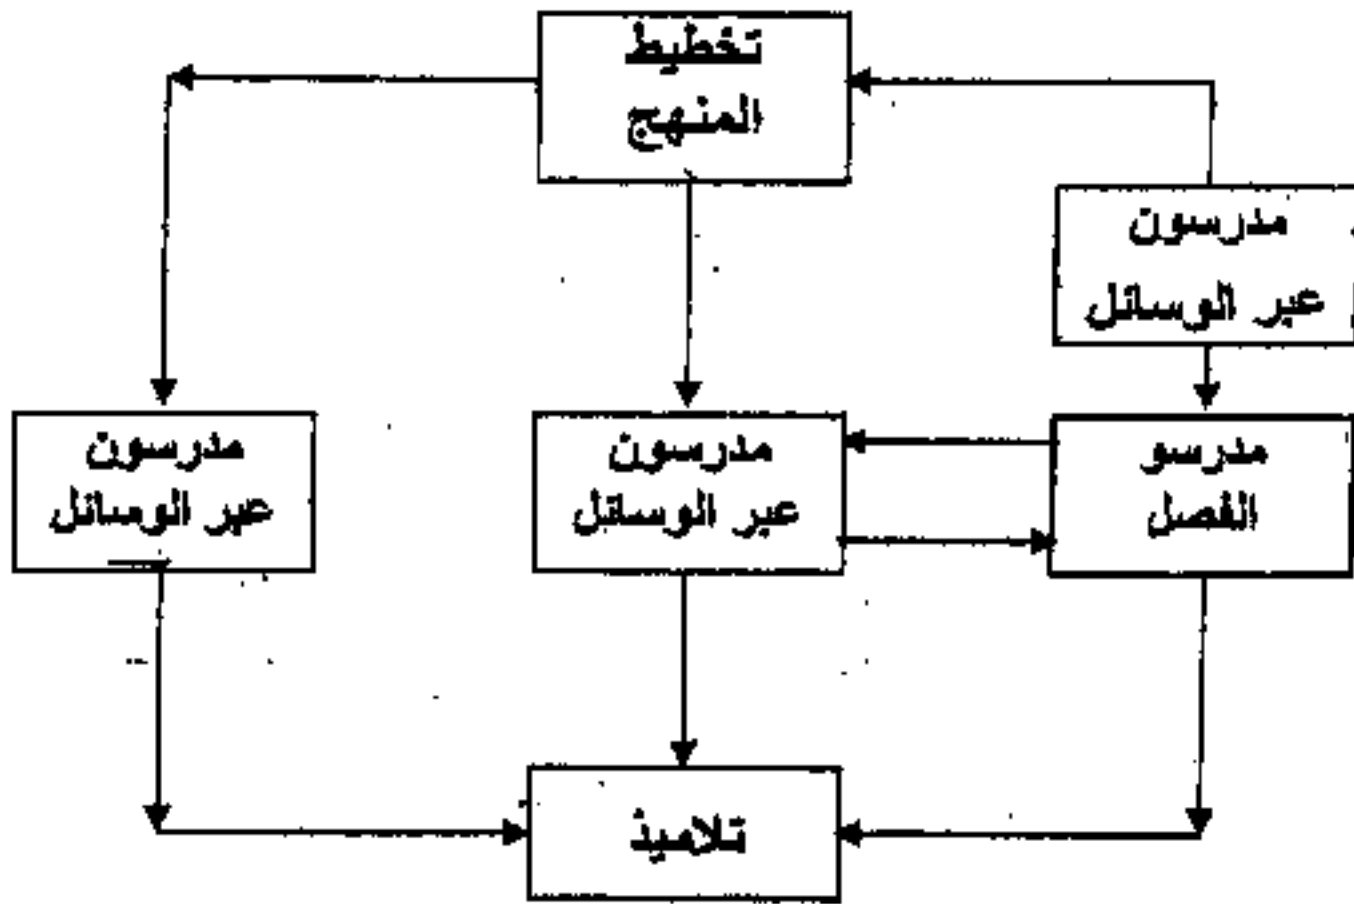 تخطيط
المنهج
مدرسون
عبر الوسائل
مدرسو
الفصل
مدرسون
عبر الوسائل
مدرسون
عبر الوسائل
تلاميذ